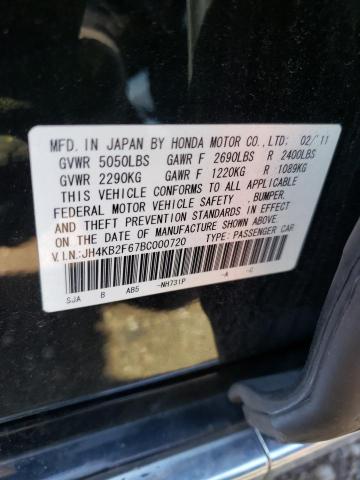 MFD. IN JAPAN BY HONDA MOTOR CO., LTD. 02/ 11
GVWR 5050LBS GAWR F 2690LBS R 2400LBS
GVWR 2290KG GAWR F 1220KG R 1089KG
THIS VEHICLE CONFORMS TO ALL APPLICABLE
FEDERAL MOTOR VEHICLE SAFETY, BUMPER,
AND THEFT PREVENTION STANDARDS IN EFFECT
ON THE DATE OF MANUFACTURE SHOWN ABOVE.
V.I.N.:JH4KB2F67BC000720 TYPE: PASSENGER CAR
SJA B AB5 -NH731P -A -C